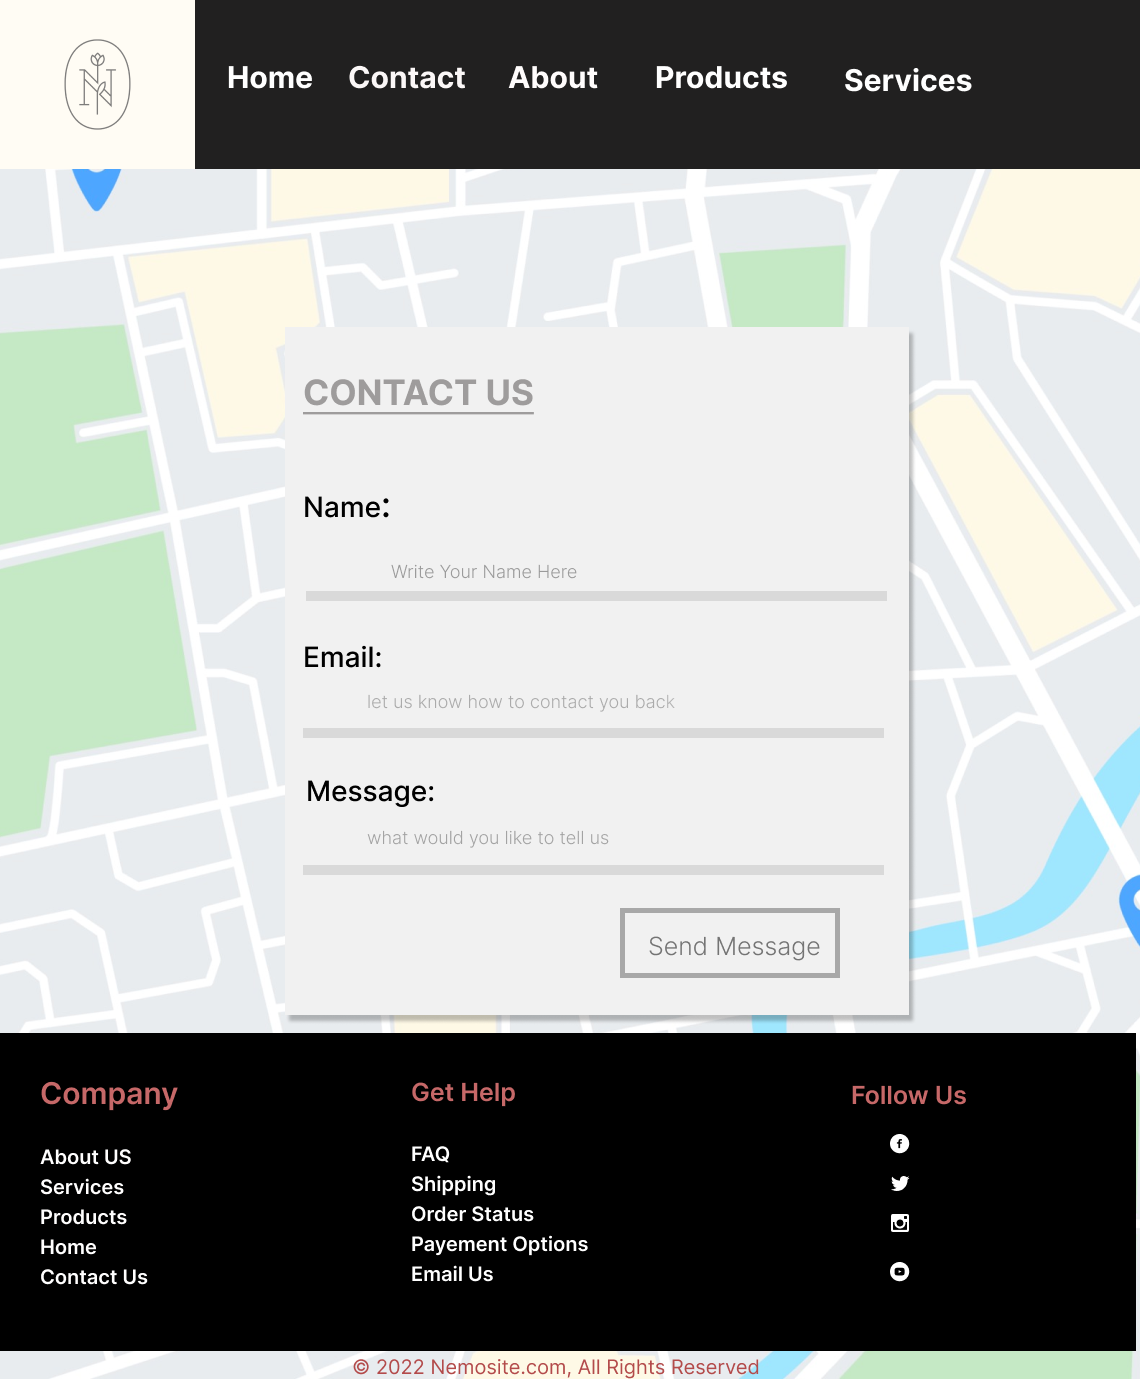 N
Home Contact About Products Services
CONTACT US
Name:
Write Your Name Here
Email:
let us know how to contact you back
Message:
what would you like to tell us
Send Message
Company
About US
Services
Products
Home
Contact Us
Get Help
FAQ
Shipping
Order Status
Payement Options
Email Us
Follow Us
© 2022 Nemosite.com, All Rights Reserved